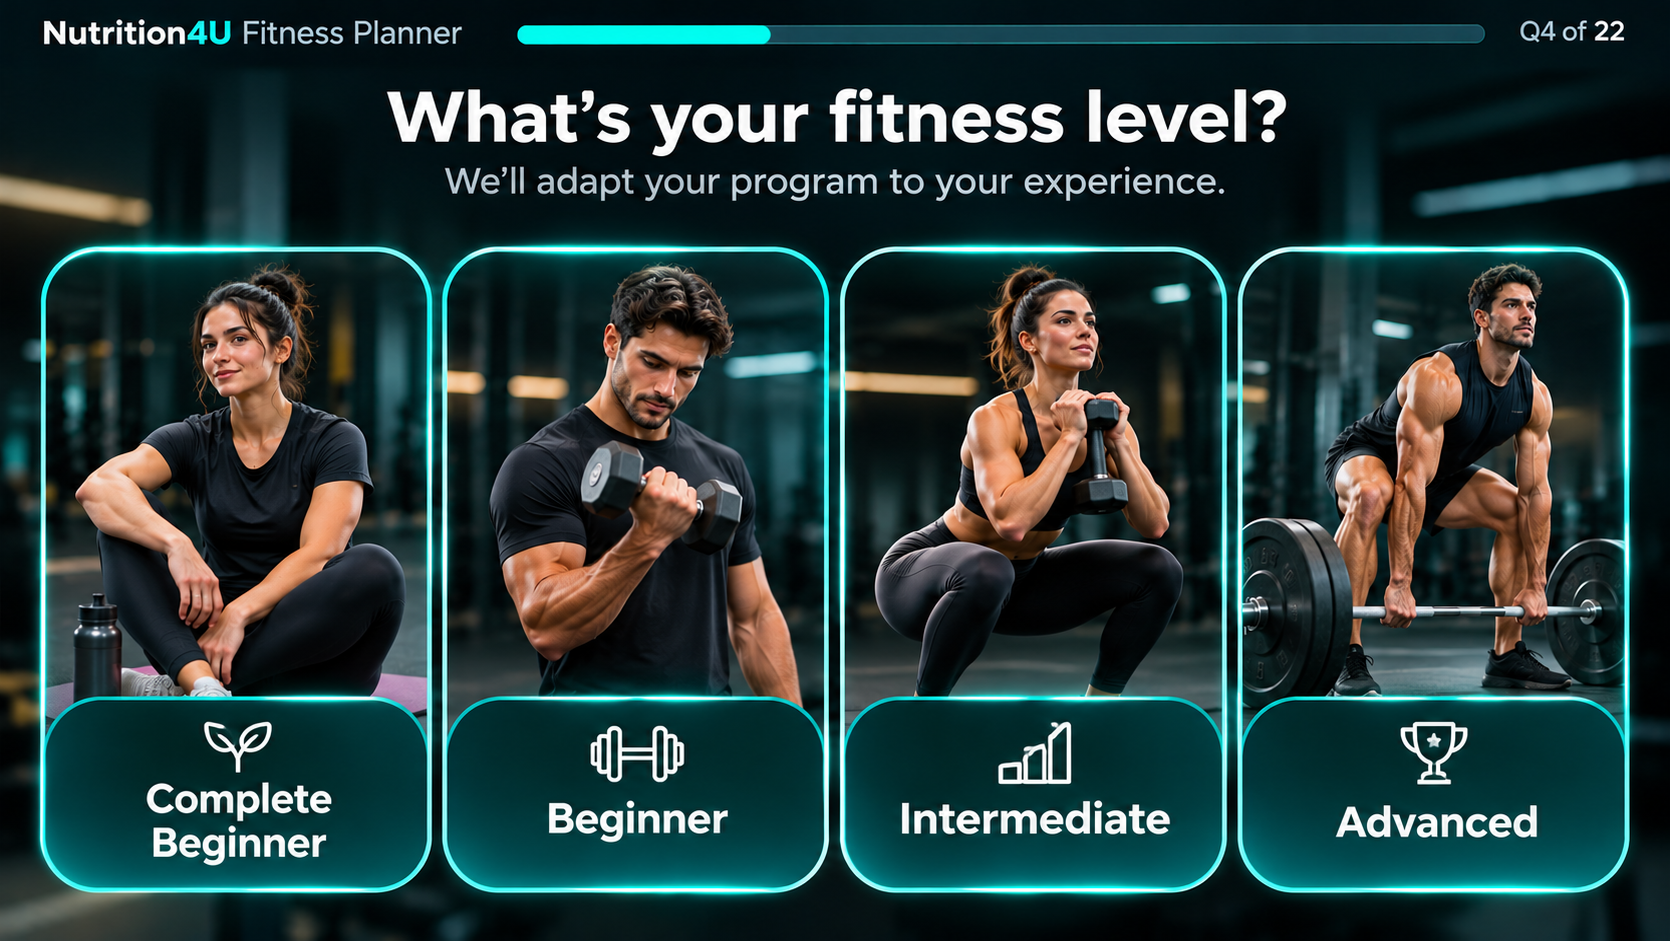 Nutrition4U Fitness Planner
Q4 of 22
What's your fitness level?
We'll adapt your program to your experience.
Complete
Beginner
Beginner
Intermediate
Advanced